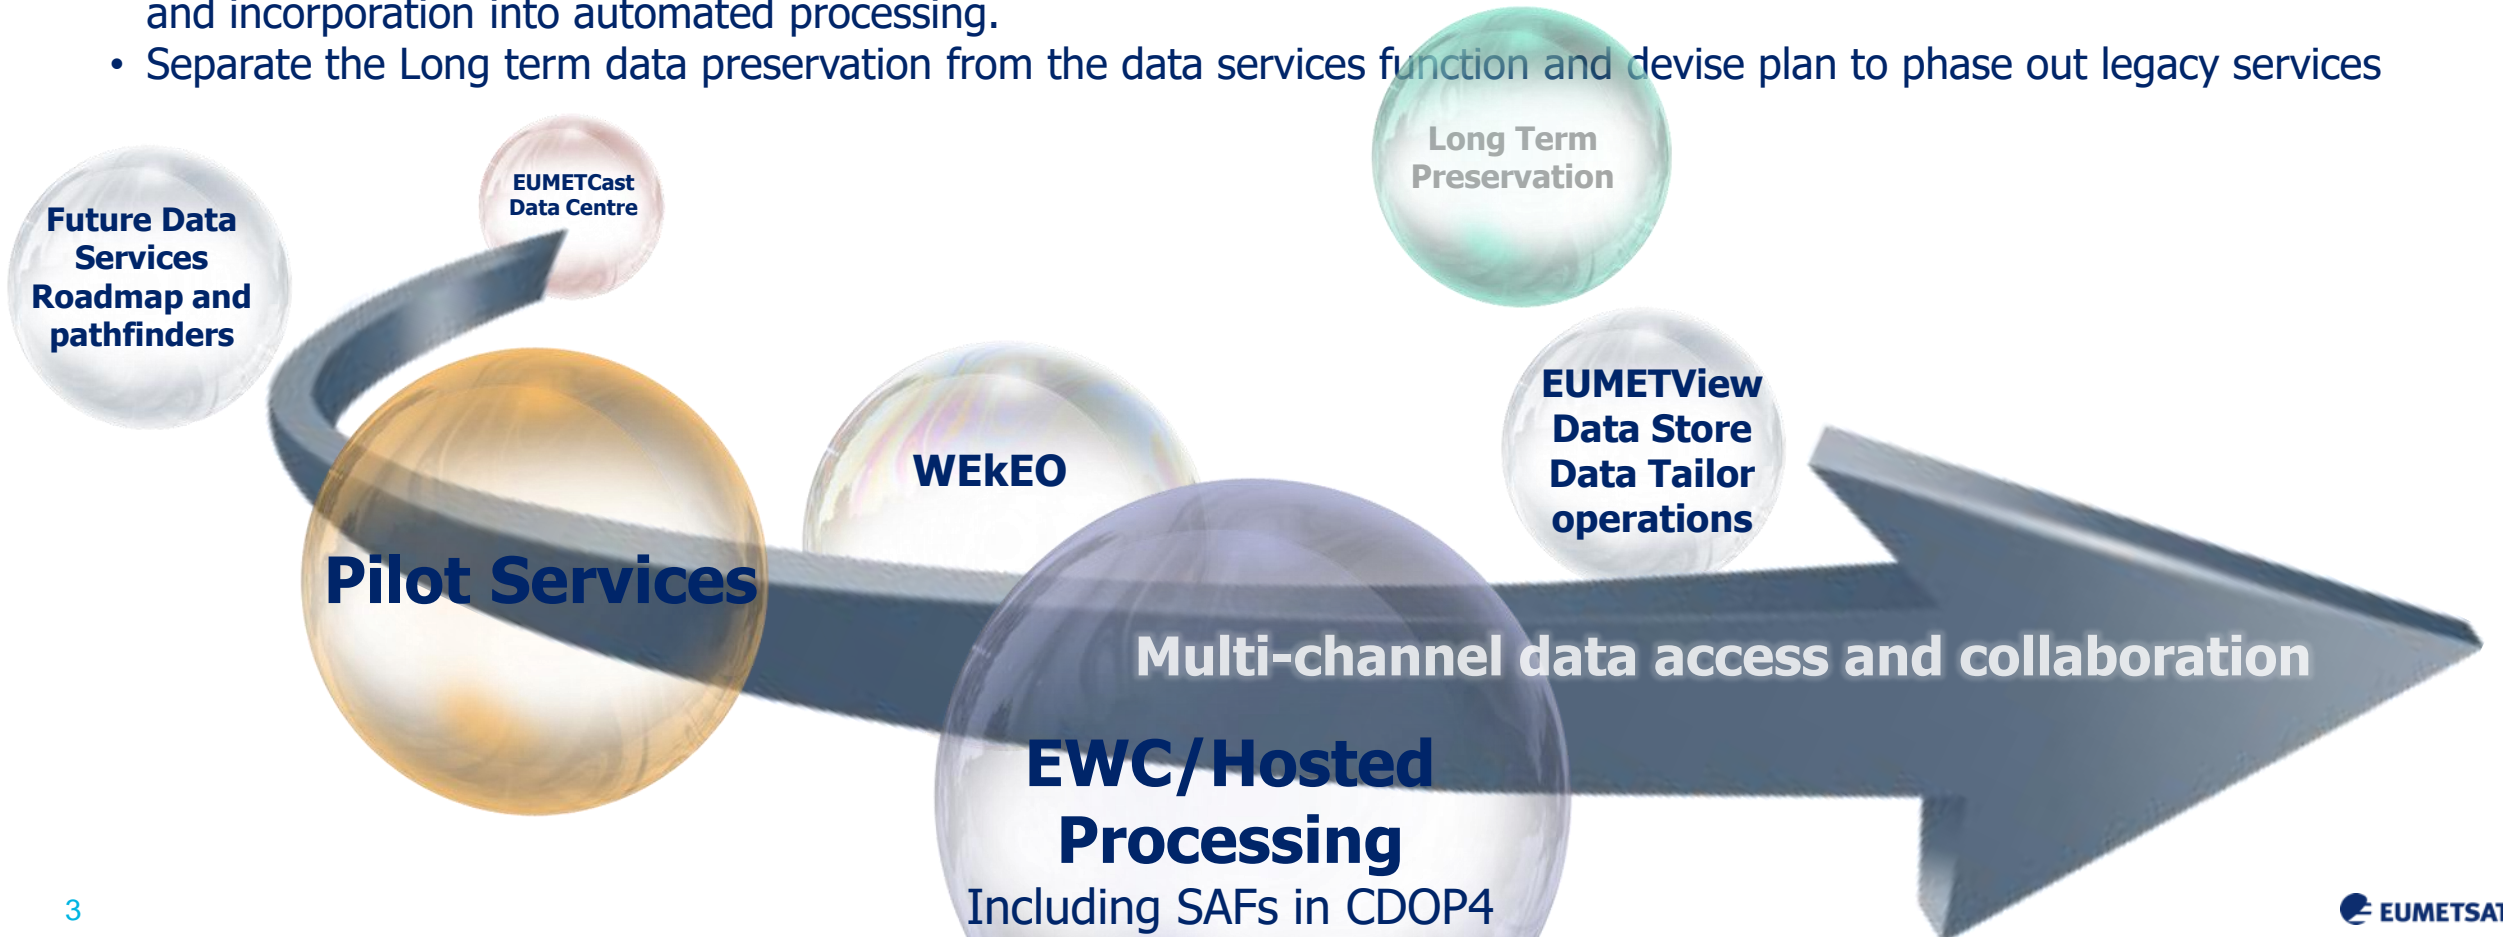 and incorporation into automated processing.
• Separate the Long term data preservation from the data services function and devise plan to phase out legacy services
Long Term
Preservation
EUMETCast
Data Centre
Future Data
Services
Roadmap and
pathfinders
EUMETView
Data Store
Data Tailor
operations
WEkEO
Pilot Services
Multi-channel data access and collaboration
EWC/Hosted
Processing
Including SAFs in CDOP4
3
EUMETSAT